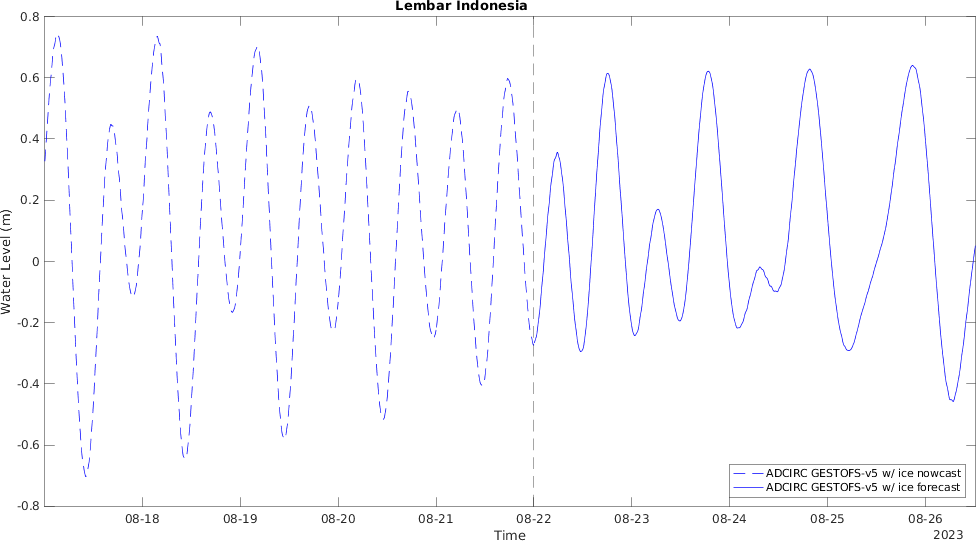 Lembar Indonesia
0.8
0.6
0.4
0.2
0
-0.2
-0.4
-0.6
-0.8
Water Level (m)
ADCIRC GESTOFS-v5 w/ ice nowcast
ADCIRC GESTOFS-v5 w/ ice forecast
08-18 08-19 08-20 08-21 08-22 08-23 08-24 08-25 08-26
Time
2023